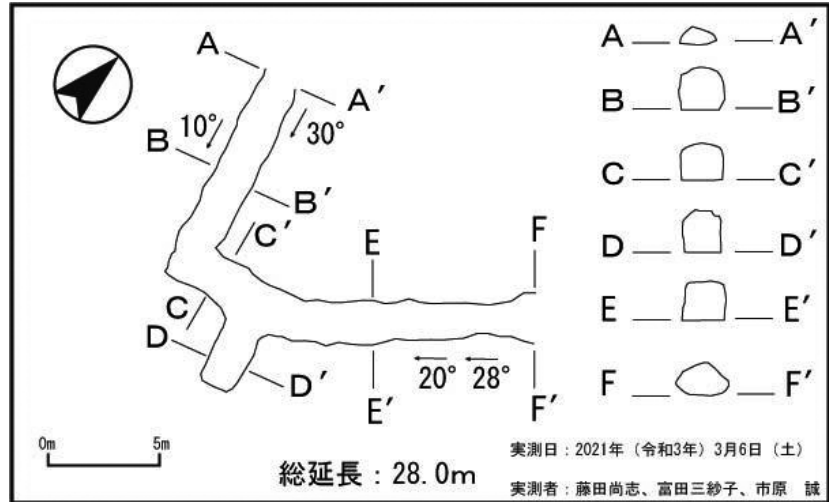 A
A′
10°
30°
B
B′
C′
E
F
C
D
D′
20° 28°
E′
F′
A A′
B B′
C C′
D D′
E E′
F F′
0m 5m
総延長：28.0m
実測日：2021年（令和3年）3月6日（土）
実測者：藤田尚志、富田三紗子、市原　誠